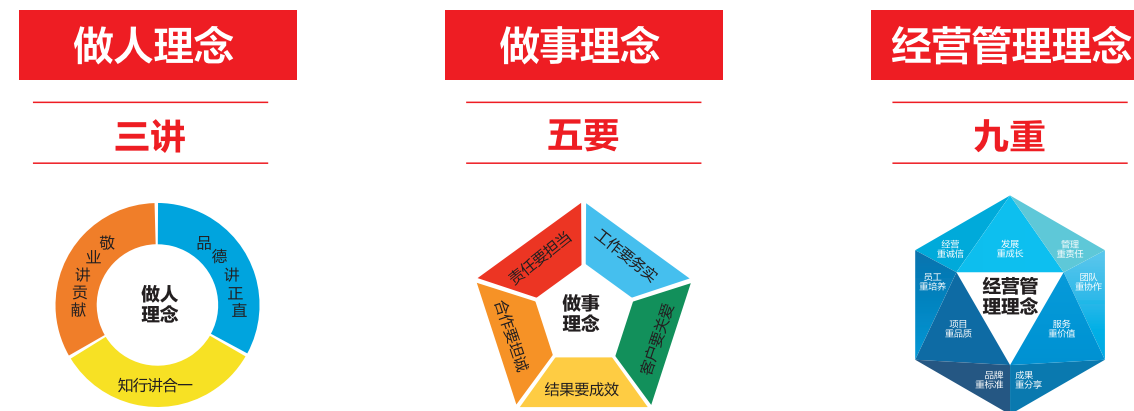 做人理念
三讲
敬业讲贡献
品德讲正直
知行讲合一
做人
理念
做事理念
五要
责任要担当
工作要务实
合作要坦诚
客户要关爱
结果要成效
做事
理念
经营管理理念
九重
经营
重诚信
发展
重成长
管理
重责任
员工
重培养
团队
重协作
经营管
理理念
项目
重品质
服务
重价值
品牌
重标准
成果
重分享